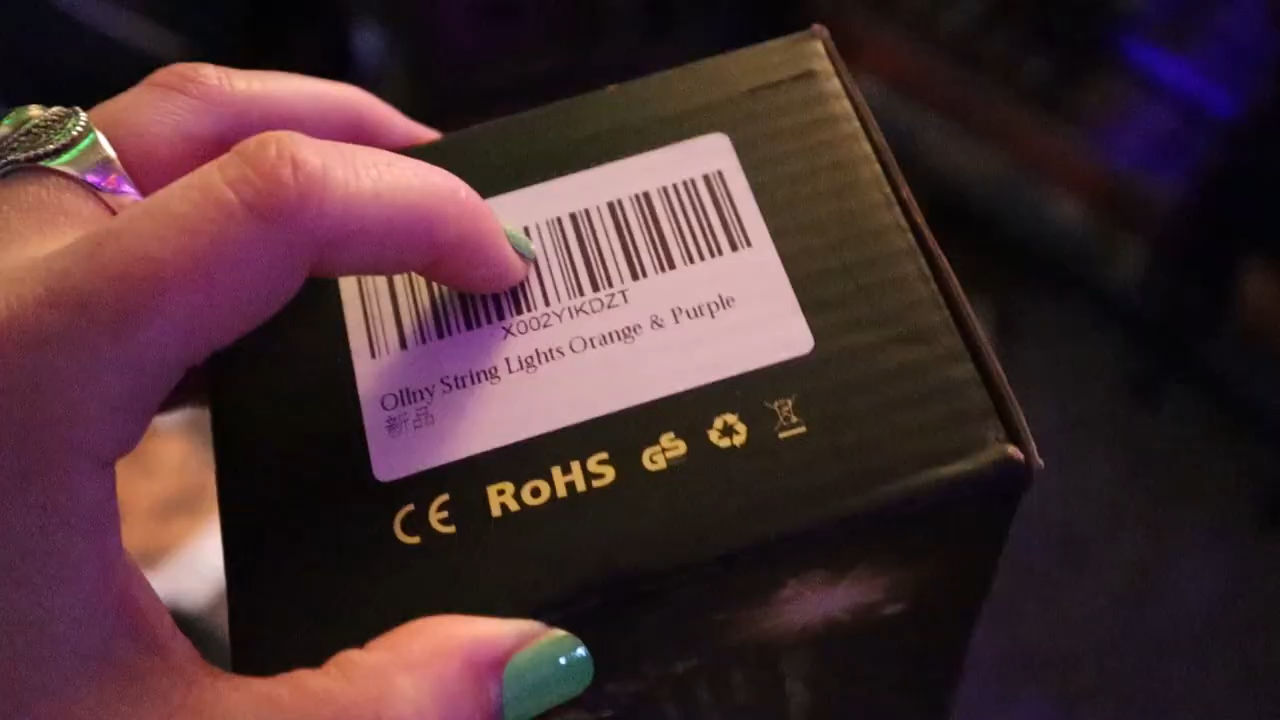 X002YIKDZT
Ollny String Lights Orange & Purple
新品
CE RoHS GS